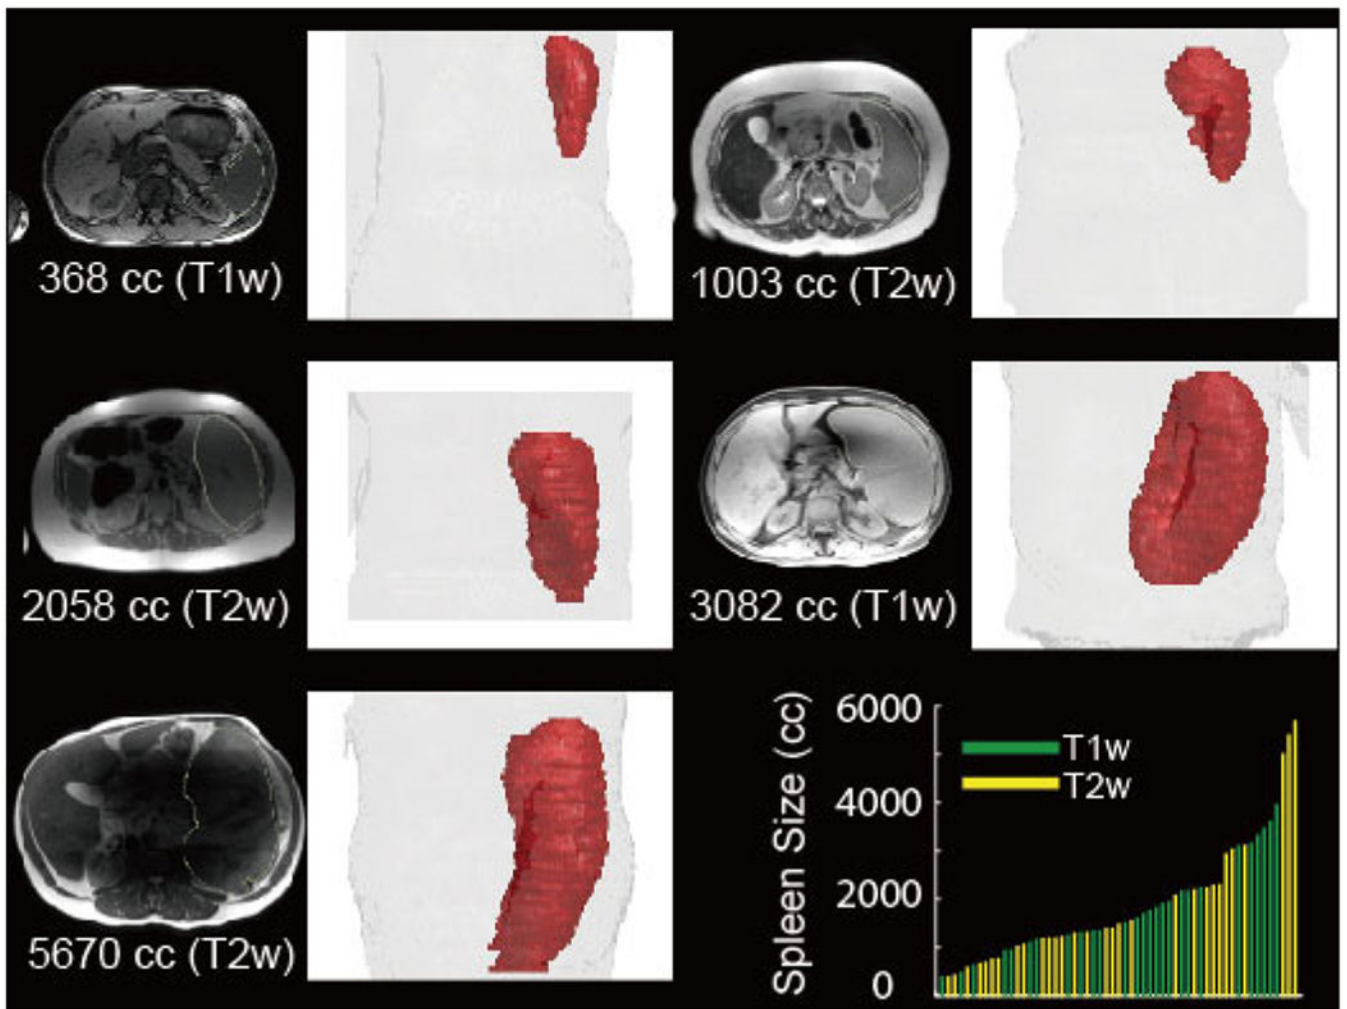 368 cc (T1w)
1003 cc (T2w)
2058 cc (T2w)
3082 cc (T1w)
5670 cc (T2w)
Spleen Size (cc)
6000
4000
2000
0
T1w
T2w